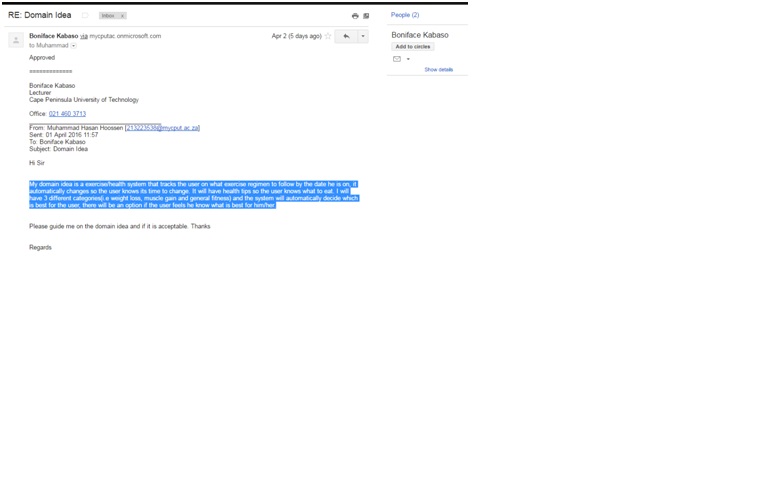 RE: Domain Idea
Inbox x
People (2)
Boniface Kabaso via mycputac.onmicrosoft.com
Apr 2 (5 days ago)
Boniface Kabaso
to Muhammad
Add to circles
Approved
Show details
=============
Boniface Kabaso
Lecturer
Cape Peninsula University of Technology
Office: 021 460 3713
From: Muhammad Hasan Hoossen [213223538@mycput.ac.za]
Sent: 01 April 2016 11:57
To: Boniface Kabaso
Subject: Domain Idea
Hi Sir
My domain idea is a exercise/health system that tracks the user on what exercise regimen to follow by the date he is on, it
automatically changes so the user knows its time to change. It will have health tips so the user knows what to eat. I will
have 3 different categories(i.e weight loss, muscle gain and general fitness) and the system will automatically decide which
is best for the user, there will be an option if the user feels he know what is best for him/her.
Please guide me on the domain idea and if it is acceptable. Thanks
Regards